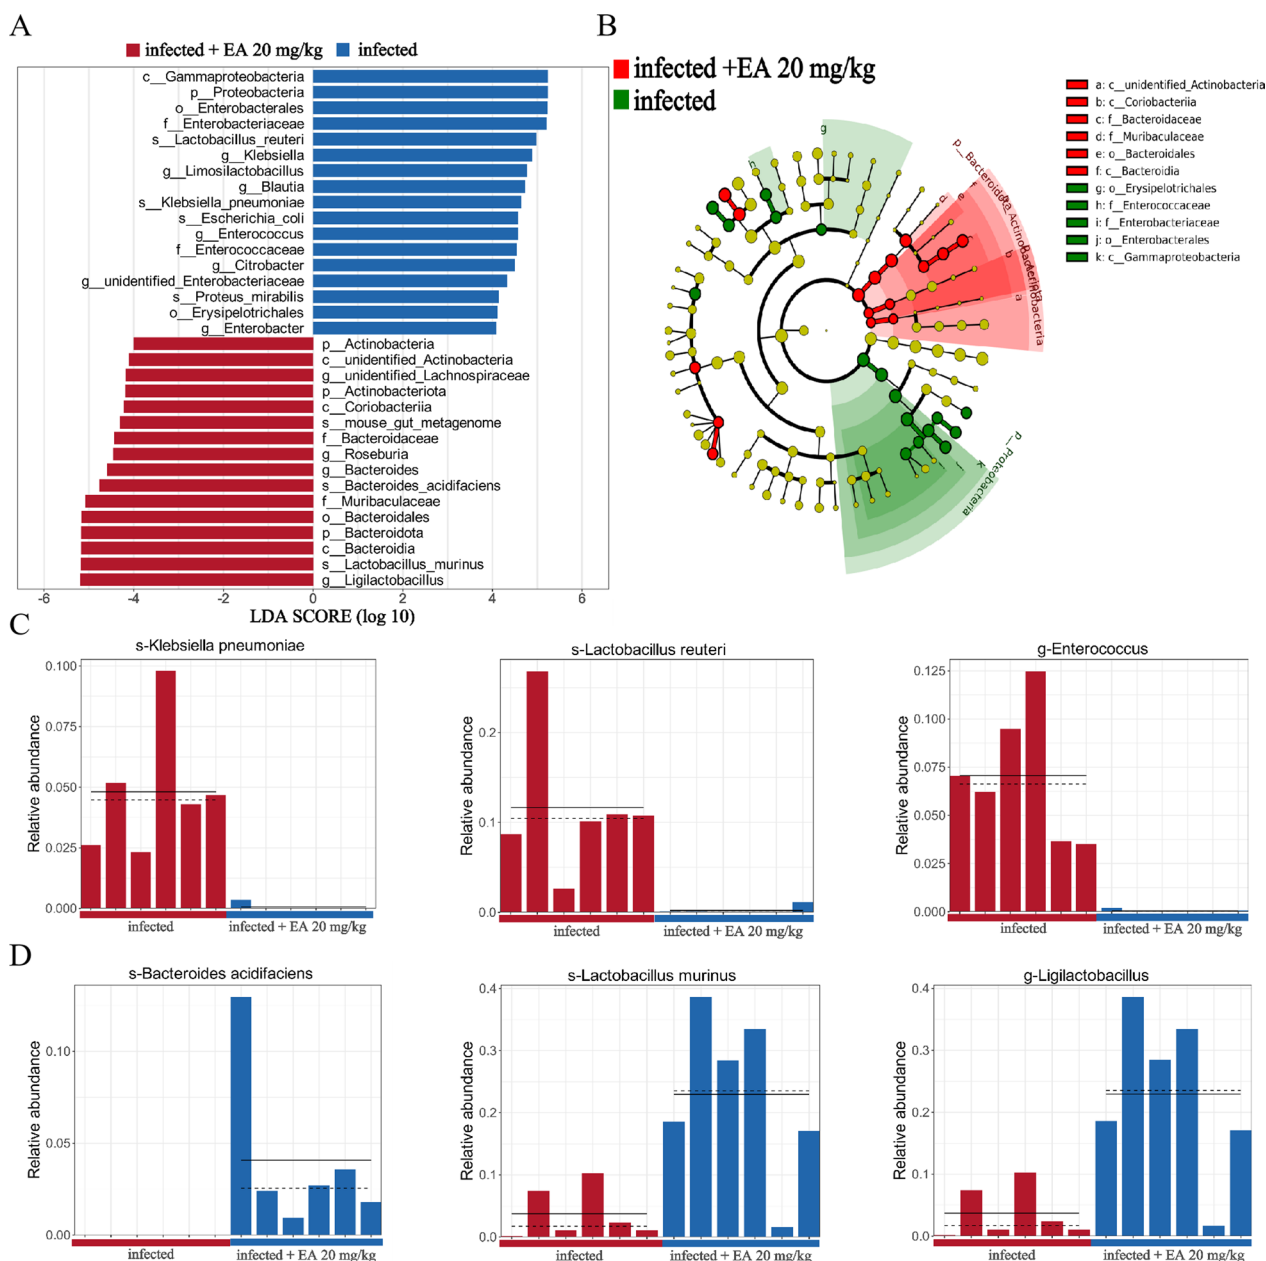 A
infected + EA 20 mg/kg infected
c__Gammaproteobacteria
p__Proteobacteria
o__Enterobacterales
f__Enterobacteriaceae
s__Lactobacillus_reuteri
g__Klebsiella
g__Limosilactobacillus
g__Blautia
s__Klebsiella_pneumoniae
s__Escherichia_coli
g__Enterococcus
f__Enterococcaceae
g__Citrobacter
g__unidentified_Enterobacteriaceae
s__Proteus_mirabilis
o__Erysipelotrichales
g__Enterobacter
p__Actinobacteria
c__unidentified_Actinobacteria
g__unidentified_Lachnospiraceae
p__Actinobacteriota
c__Coriobacteriia
s__mouse_gut_metagenome
f__Bacteroidaceae
g__Roseburia
g__Bacteroides
s__Bacteroides_acidifaciens
f__Muribaculaceae
o__Bacteroidales
p__Bacteroidota
c__Bacteroidia
s__Lactobacillus_murinus
g__Ligilactobacillus
-6 -4 -2 0 2 4 6
LDA SCORE (log 10)
B
infected +EA 20 mg/kg
infected
a: c__unidentified_Actinobacteria
b: c__Coriobacteriia
c: f__Bacteroidaceae
d: f__Muribaculaceae
e: o__Bacteroidales
f: c__Bacteroidia
g: o__Erysipelotrichales
h: f__Enterococcaceae
i: f__Enterobacteriaceae
j: o__Enterobacterales
k: c__Gammaproteobacteria
g
p__Bacteroidota
e
b
a
k
p__Proteobacteria
C
s-Klebsiella pneumoniae
Relative abundance
0.100
0.075
0.050
0.025
0.000
infected infected + EA 20 mg/kg
s-Lactobacillus reuteri
Relative abundance
0.2
0.1
0.0
infected infected + EA 20 mg/kg
g-Enterococcus
Relative abundance
0.125
0.100
0.075
0.050
0.025
0.000
infected infected + EA 20 mg/kg
D
s-Bacteroides acidifaciens
Relative abundance
0.10
0.05
0.00
infected infected + EA 20 mg/kg
s-Lactobacillus murinus
Relative abundance
0.4
0.3
0.2
0.1
0.0
infected infected + EA 20 mg/kg
g-Ligilactobacillus
Relative abundance
0.4
0.3
0.2
0.1
0.0
infected infected + EA 20 mg/kg